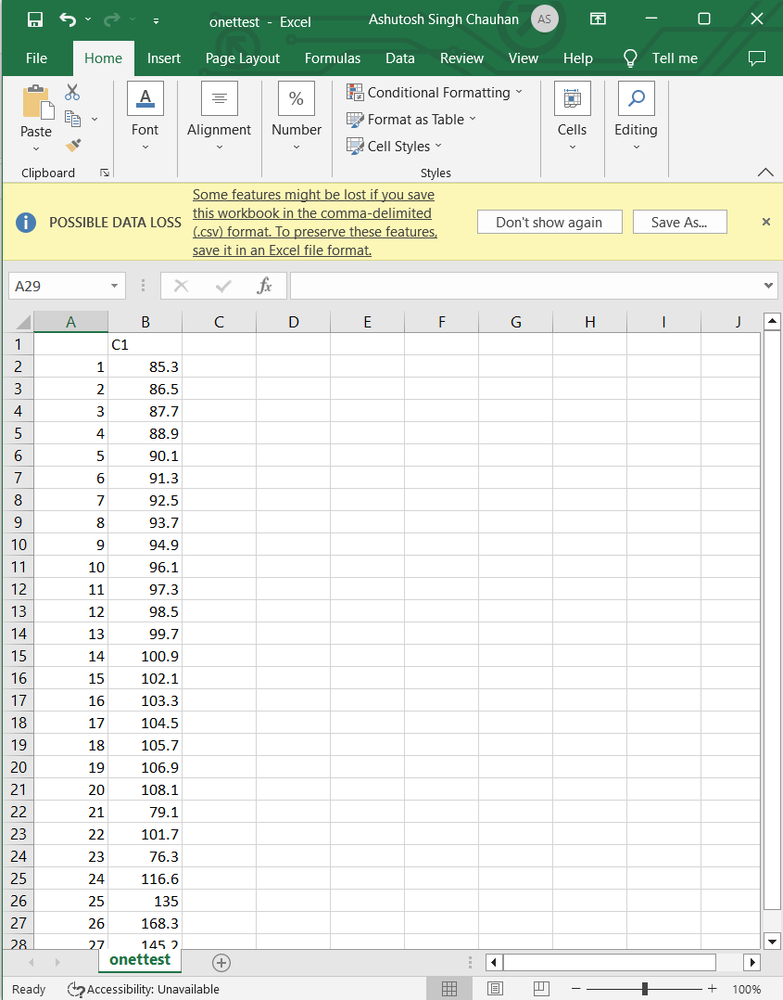 onettest - Excel Ashutosh Singh Chauhan AS
File Home Insert Page Layout Formulas Data Review View Help Tell me
Paste
Clipboard
A
Font
Alignment
%
Number
Conditional Formatting
Format as Table
Cell Styles
Styles
Cells
Editing
i POSSIBLE DATA LOSS
Some features might be lost if you save
this workbook in the comma-delimited
(.csv) format. To preserve these features,
save it in an Excel file format.
Don't show again Save As...
A29 fx
A B C D E F G H I J
1 C1
2 1 85.3
3 2 86.5
4 3 87.7
5 4 88.9
6 5 90.1
7 6 91.3
8 7 92.5
9 8 93.7
10 9 94.9
11 10 96.1
12 11 97.3
13 12 98.5
14 13 99.7
15 14 100.9
16 15 102.1
17 16 103.3
18 17 104.5
19 18 105.7
20 19 106.9
21 20 108.1
22 21 79.1
23 22 101.7
24 23 76.3
25 24 116.6
26 25 135
27 26 168.3
28 27 145.2
onettest
Ready Accessibility: Unavailable 100%